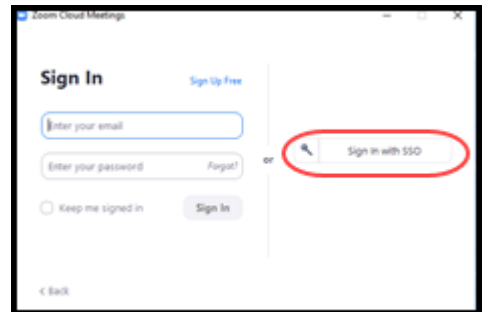 Zoom Cloud Meetings
Sign In
Sign Up Free
Enter your email
Enter your password
Forgot?
or
Sign in with SSO
Keep me signed in
Sign In
< Back